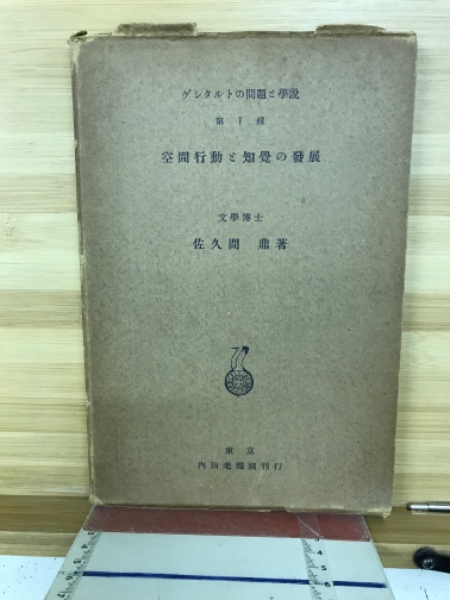 ゲシタルトの問題と學説
第１輯
空間行動と知覺の發展
文學博士
佐久間 鼎著
東京
内田老鶴圃刊行